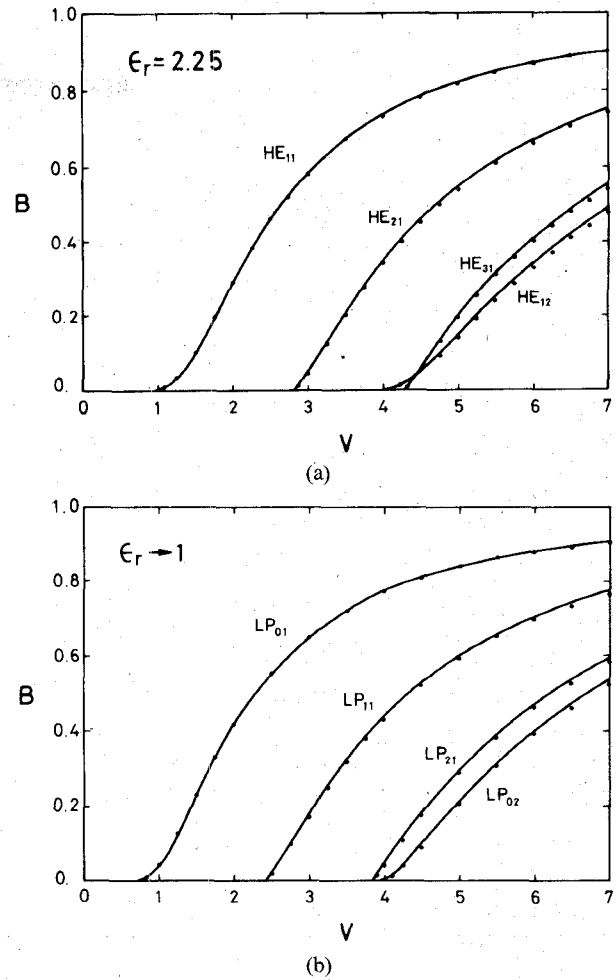 1.0
ϵr = 2.25
0.8
HE11
0.6
B
HE21
0.4
HE31
0.2
HE12
0.
0 1 2 3 4 5 6 7
V
(a)
1.0
ϵr → 1
0.8
LP01
0.6
B
LP11
0.4
LP21
0.2
LP02
0.
0 1 2 3 4 5 6 7
V
(b)